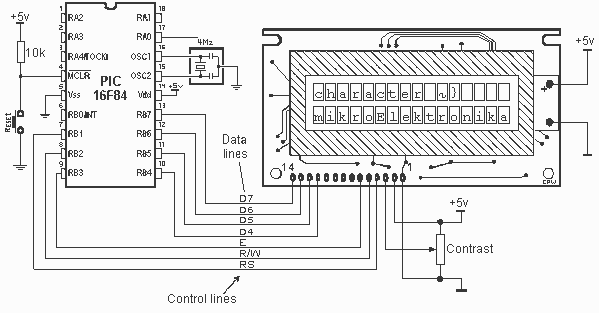 +5v
10k
RESET
1
RA2
2
RA3
3
RA4/TOCKI
4
MCLR
5
Vss
6
RBO\INT
7
RB1
8
RB2
9
RB3
PIC
16F84
18
RA1
17
RA0
16
OSC1
15
OSC2
14
Vdd
13
RB7
12
RB6
11
RB5
10
RB4
4Mz
+5v
Data
lines
D7
D6
D5
D4
E
R/W
RS
Control lines
character
mikroElektronika
14
1
+
+5v
+5v
Contrast